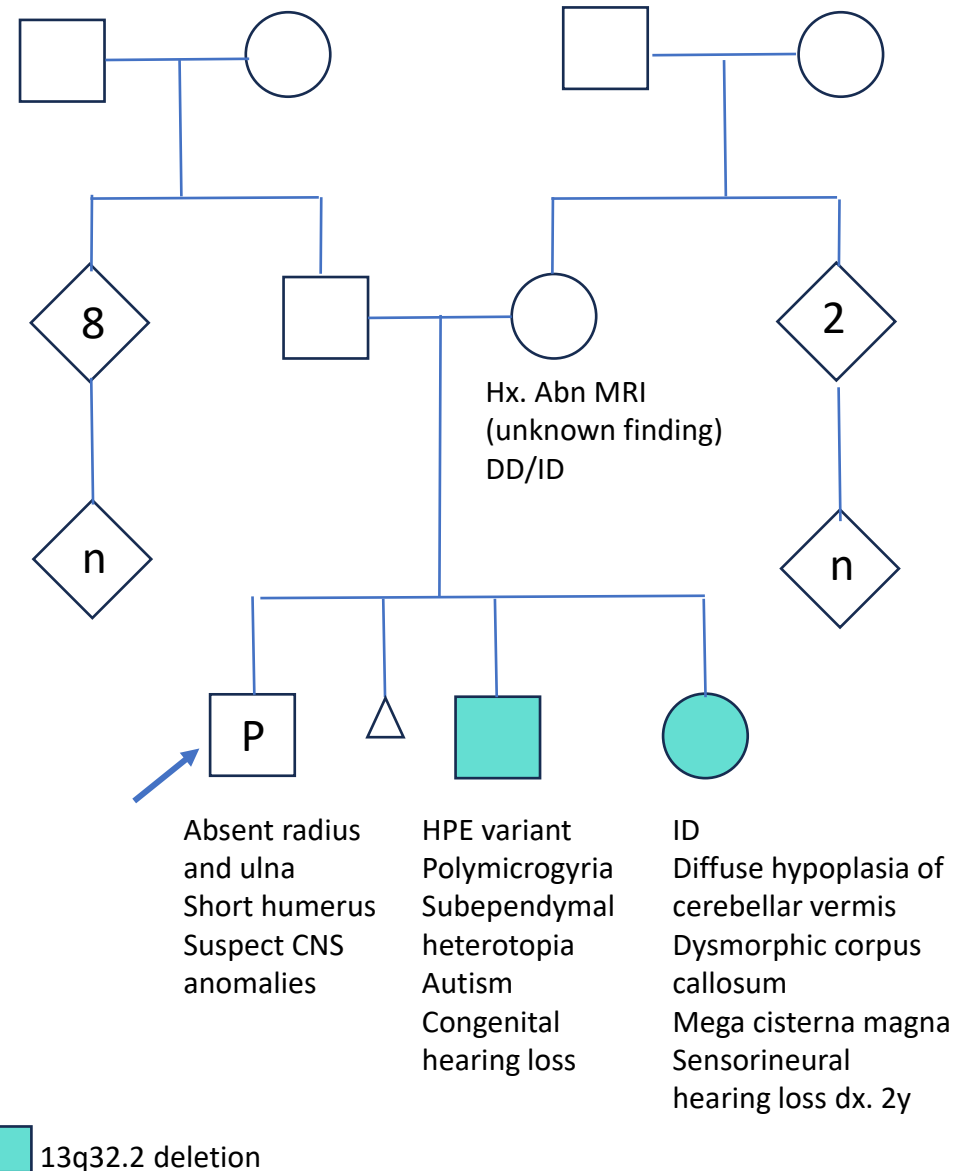 8
2
Hx. Abn MRI
(unknown finding)
DD/ID
n
n
P
Absent radius
and ulna
Short humerus
Suspect CNS
anomalies
HPE variant
Polymicrogyria
Subependymal
heterotopia
Autism
Congenital
hearing loss
ID
Diffuse hypoplasia of
cerebellar vermis
Dysmorphic corpus
callosum
Mega cisterna magna
Sensorineural
hearing loss dx. 2y
13q32.2 deletion